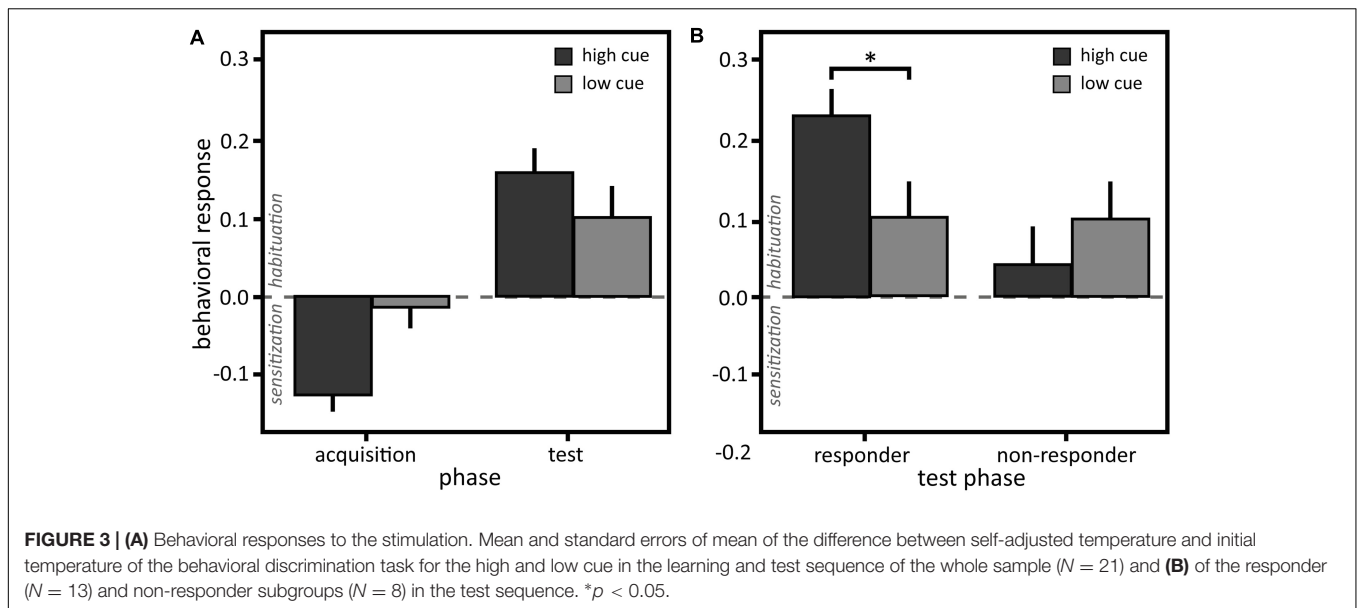 A
high cue
low cue
0.3
0.2
0.1
0.0
-0.1
behavioral response
habituation
sensitization
acquisition
test
phase
B
high cue
low cue
*
0.3
0.2
0.1
0.0
-0.1
-0.2
habituation
sensitization
responder
non-responder
test phase
FIGURE 3 | (A) Behavioral responses to the stimulation. Mean and standard errors of mean of the difference between self-adjusted temperature and initial
temperature of the behavioral discrimination task for the high and low cue in the learning and test sequence of the whole sample (N = 21) and (B) of the responder
(N = 13) and non-responder subgroups (N = 8) in the test sequence. *p < 0.05.